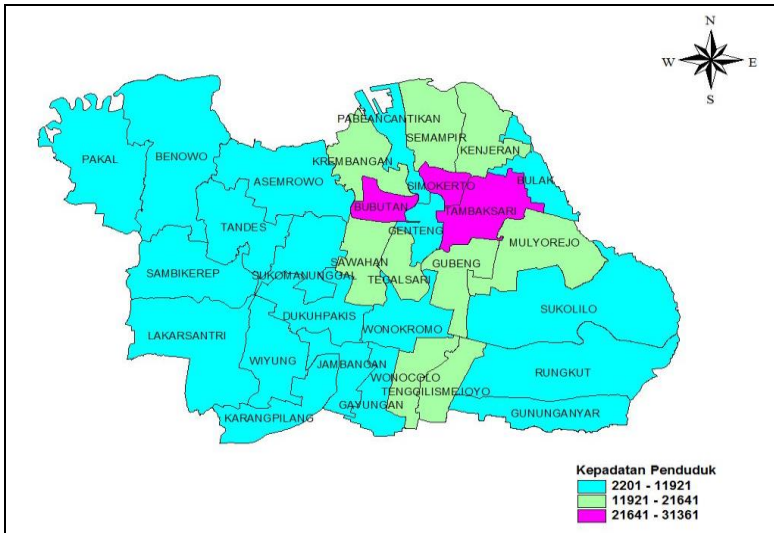 N
W E
S
PABEANCANTIKAN
SEMAMPIR
KENJERAN
KREMBANGAN
PAKAL
BENOWO
ASEMROWO
SIMOKERTO
BULAK
BUBUTAN
TAMBAKSARI
TANDES
GENTENG
MULYOREJO
SAWAHAN
GUBENG
SAMBIKEREP
SUKOMANUNGGAL
TEGALSARI
SUKOLILO
DUKUHPAKIS
WONOKROMO
LAKARSANTRI
WIYUNG
JAMBANGAN
WONOCOLO
RUNGKUT
TENGGILISMEJOYO
GAYUNGAN
GUNUNGANYAR
KARANGPILANG
Kepadatan Penduduk
2201 - 11921
11921 - 21641
21641 - 31361